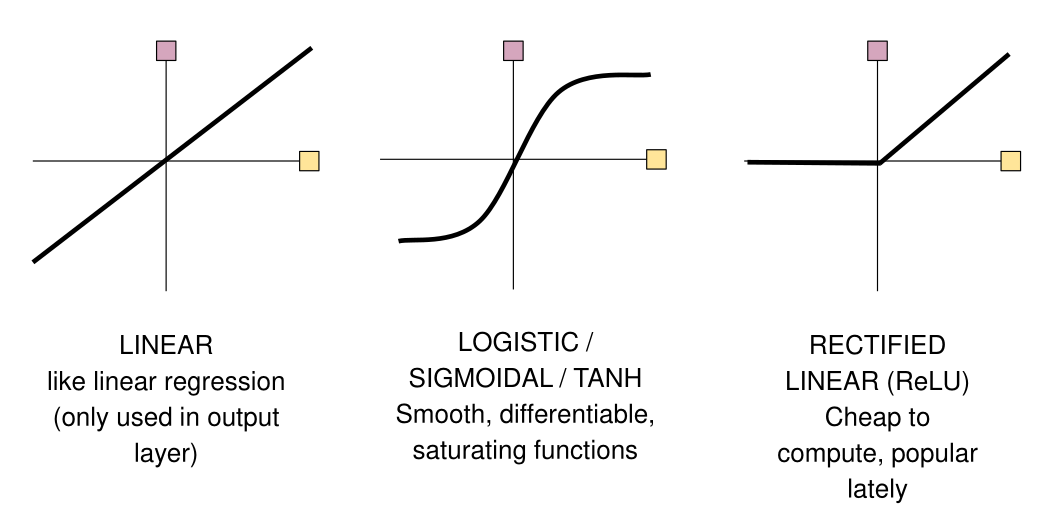 LINEAR
like linear regression
(only used in output
layer)
LOGISTIC /
SIGMOIDAL / TANH
Smooth, differentiable,
saturating functions
RECTIFIED
LINEAR (ReLU)
Cheap to
compute, popular
lately